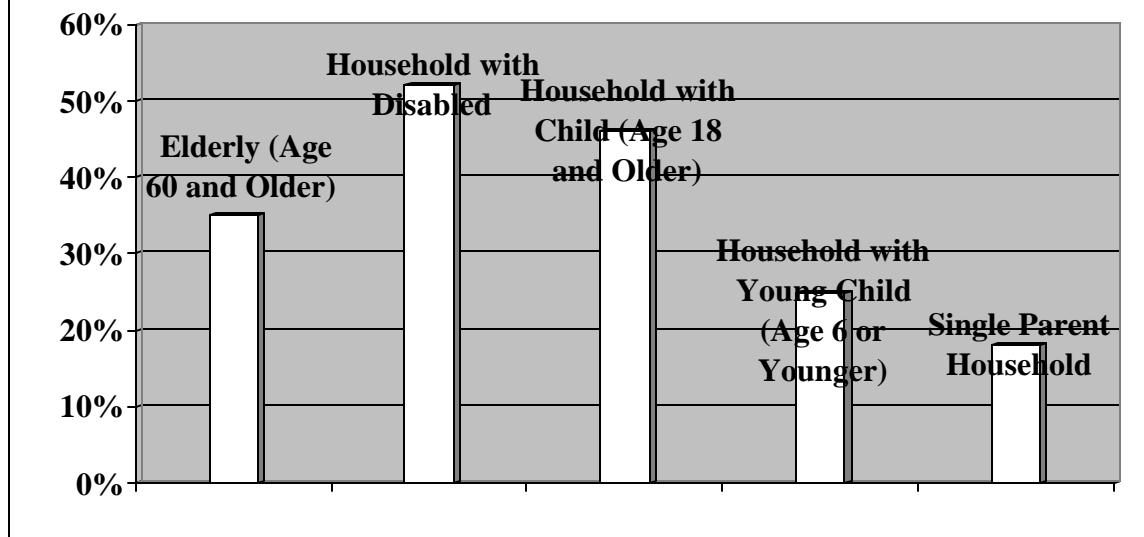 60%
50%
40%
30%
20%
10%
0%
Elderly (Age
60 and Older)
Household with
Disabled
Household with
Child (Age 18
and Older)
Household with
Young Child
(Age 6 or
Younger)
Single Parent
Household